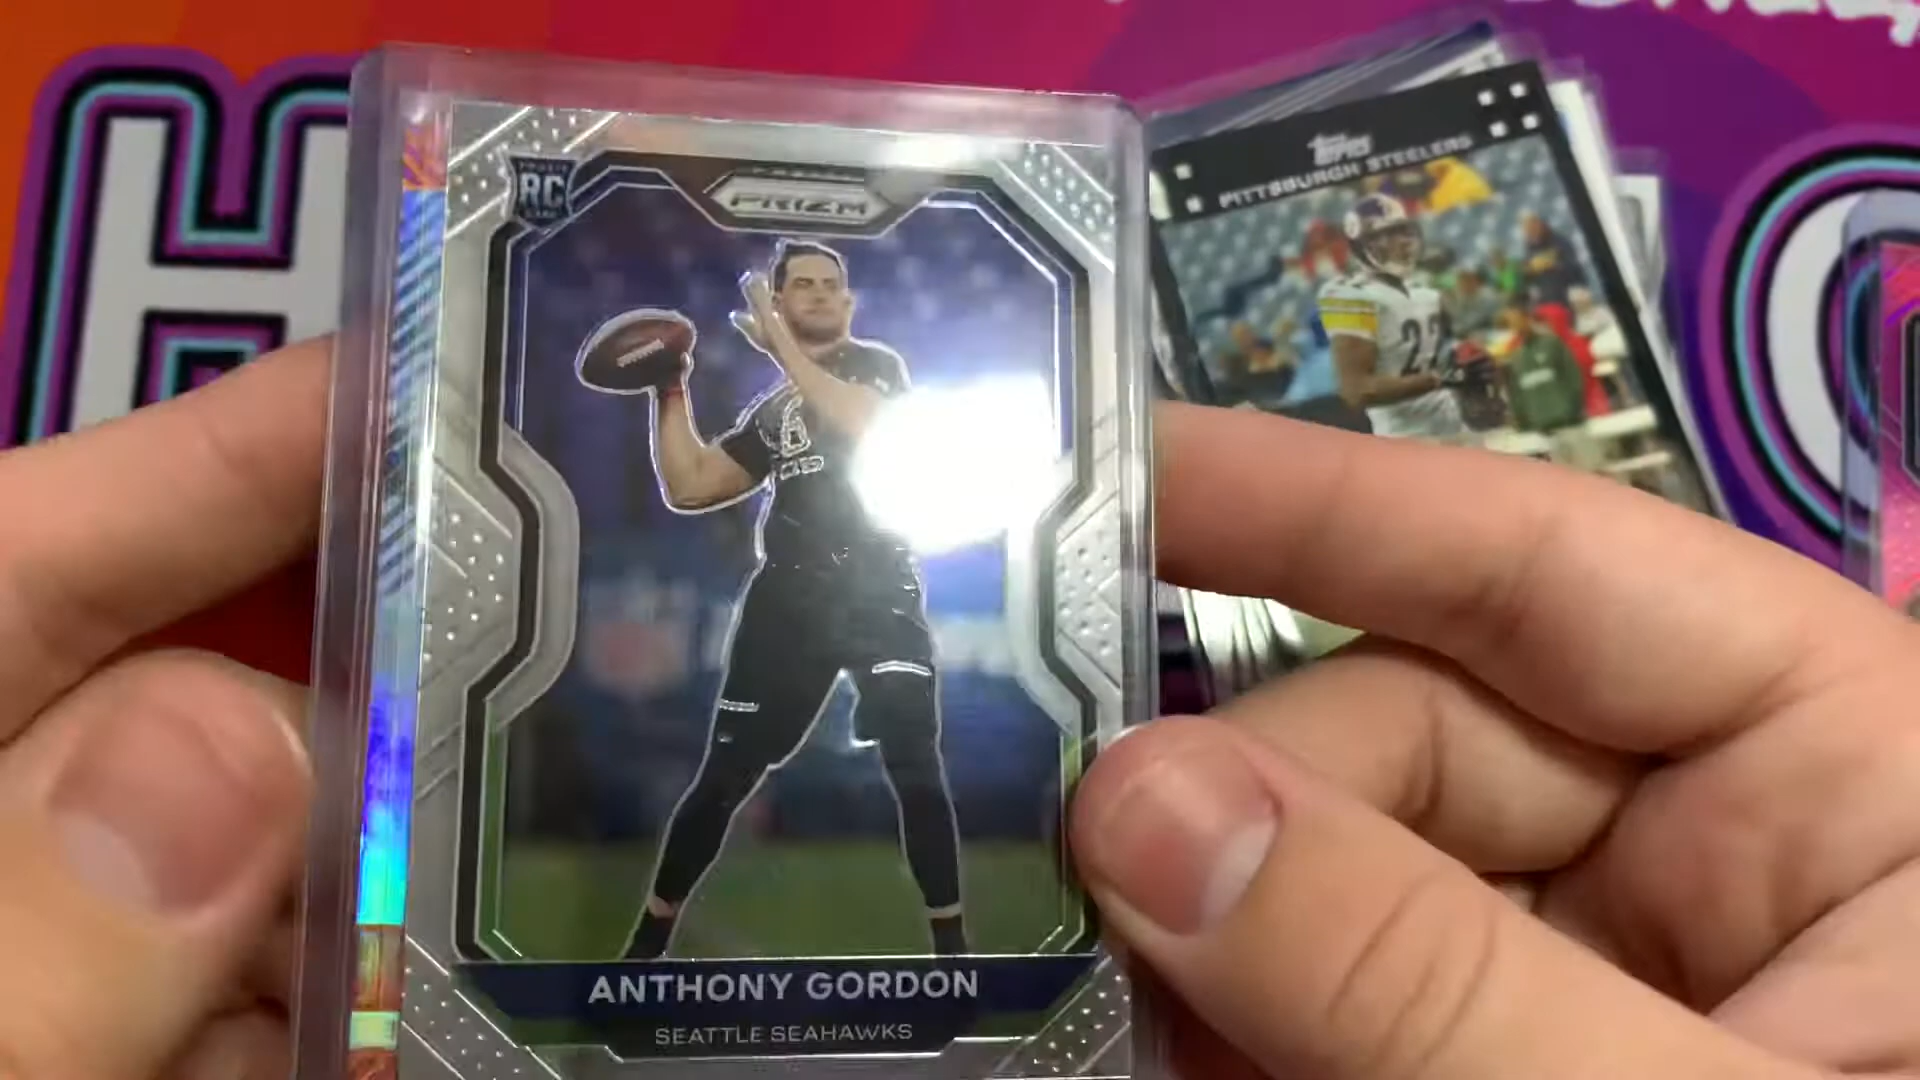 RC
PRIZM
ANTHONY GORDON
SEATTLE SEAHAWKS
Topps
PITTSBURGH STEELERS
22